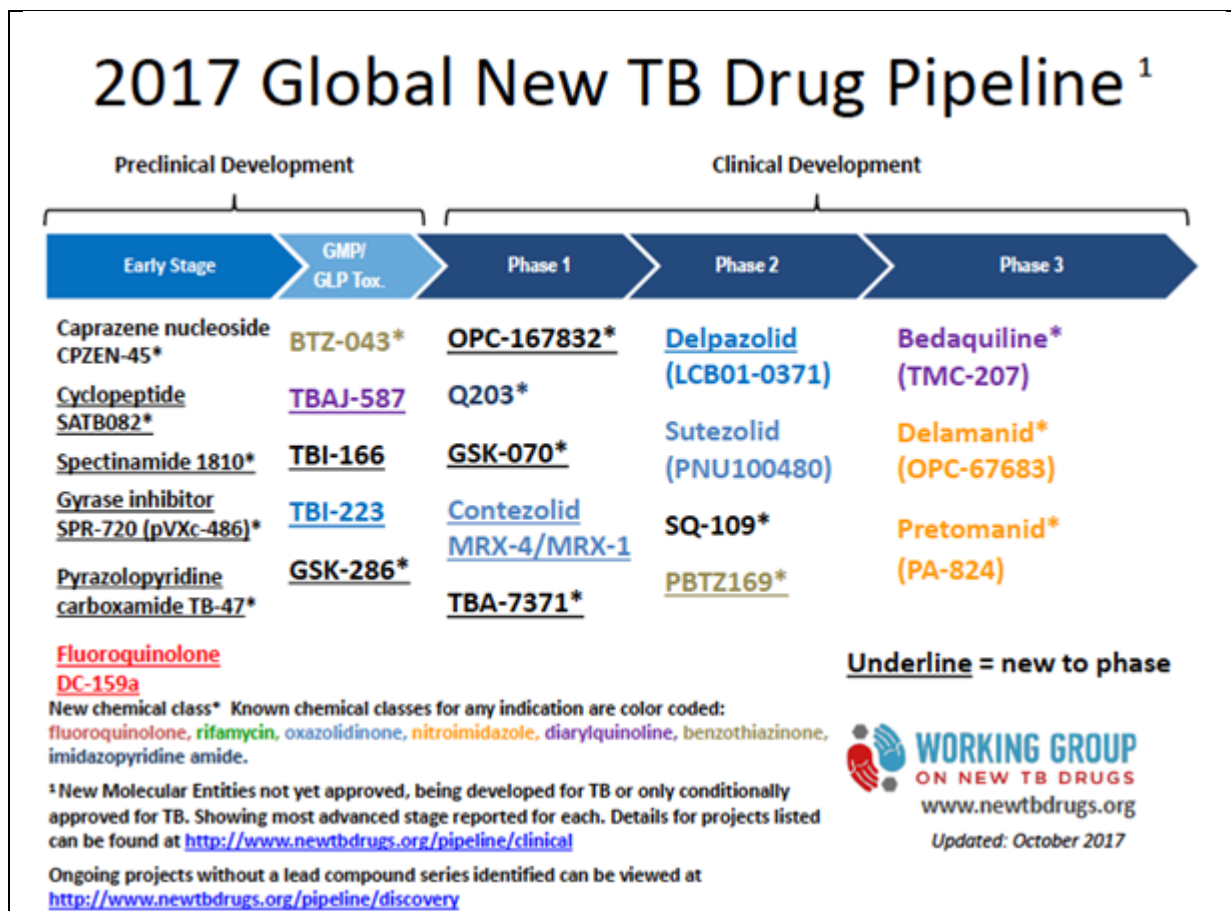 2017 Global New TB Drug Pipeline ¹
Preclinical Development
Clinical Development
Early Stage
GMP/
GLP Tox.
Phase 1
Phase 2
Phase 3
Caprazene nucleoside
CPZEN-45*
Cyclopeptide
SATB082*
Spectinamide 1810*
Gyrase inhibitor
SPR-720 (pVXc-486)*
Pyrazolopyridine
carboxamide TB-47*
Fluoroquinolone
DC-159a
BTZ-043*
TBAJ-587
TBI-166
TBI-223
GSK-286*
OPC-167832*
Q203*
GSK-070*
Contezolid
MRX-4/MRX-1
TBA-7371*
Delpazolid
(LCB01-0371)
Sutezolid
(PNU100480)
SQ-109*
PBTZ169*
Bedaquiline*
(TMC-207)
Delamanid*
(OPC-67683)
Pretomanid*
(PA-824)
Underline = new to phase
New chemical class* Known chemical classes for any indication are color coded:
fluoroquinolone, rifamycin, oxazolidinone, nitroimidazole, diarylquinoline, benzothiazinone,
imidazopyridine amide.
¹ New Molecular Entities not yet approved, being developed for TB or only conditionally
approved for TB. Showing most advanced stage reported for each. Details for projects listed
can be found at http://www.newtbdrugs.org/pipeline/clinical
Ongoing projects without a lead compound series identified can be viewed at
http://www.newtbdrugs.org/pipeline/discovery
WORKING GROUP
ON NEW TB DRUGS
www.newtbdrugs.org
Updated: October 2017